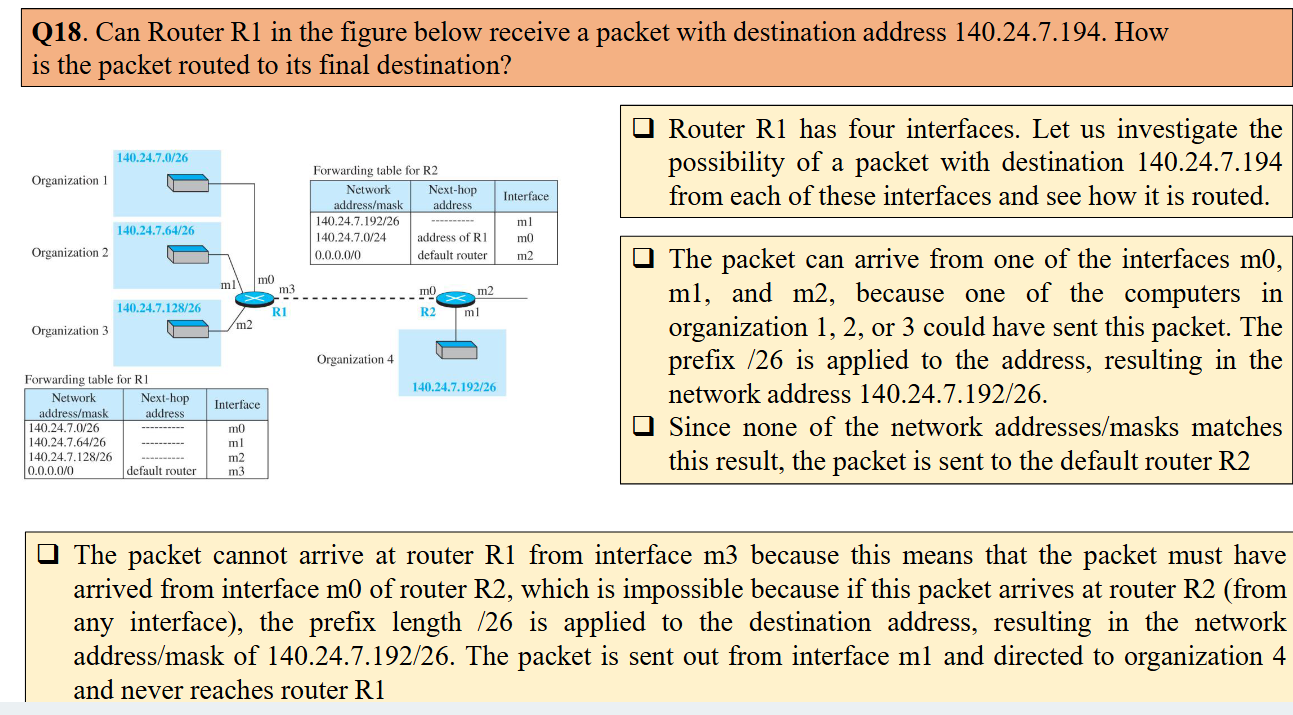 Q18. Can Router R1 in the figure below receive a packet with destination address 140.24.7.194. How
is the packet routed to its final destination?
❑ Router R1 has four interfaces. Let us investigate the
possibility of a packet with destination 140.24.7.194
from each of these interfaces and see how it is routed.
140.24.7.0/26
Organization 1
140.24.7.64/26
Organization 2
140.24.7.128/26
Organization 3
m0
m1
m2
m3
R1
Forwarding table for R2
Network
address/mask
Next-hop
address
Interface
140.24.7.192/26 ---------- m1
140.24.7.0/24 address of R1 m0
0.0.0.0/0 default router m2
m0
m2
R2
m1
Organization 4
140.24.7.192/26
Forwarding table for R1
Network
address/mask
Next-hop
address
Interface
140.24.7.0/26 ---------- m0
140.24.7.64/26 ---------- m1
140.24.7.128/26 ---------- m2
0.0.0.0/0 default router m3
❑ The packet can arrive from one of the interfaces m0,
m1, and m2, because one of the computers in
organization 1, 2, or 3 could have sent this packet. The
prefix /26 is applied to the address, resulting in the
network address 140.24.7.192/26.
❑ Since none of the network addresses/masks matches
this result, the packet is sent to the default router R2
❑ The packet cannot arrive at router R1 from interface m3 because this means that the packet must have
arrived from interface m0 of router R2, which is impossible because if this packet arrives at router R2 (from
any interface), the prefix length /26 is applied to the destination address, resulting in the network
address/mask of 140.24.7.192/26. The packet is sent out from interface m1 and directed to organization 4
and never reaches router R1